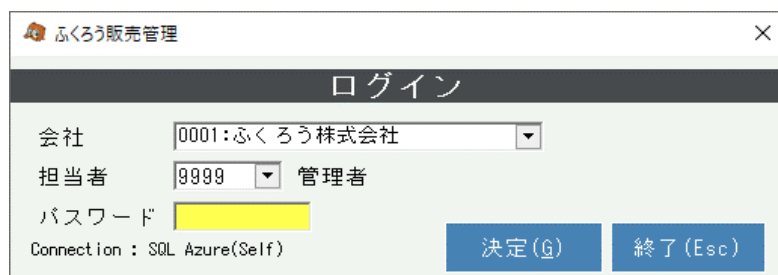 ふくろう販売管理
ログイン
会社 0001:ふくろう株式会社
担当者 9999 管理者
パスワード
Connection : SQL Azure(Self) 決定(G) 終了(Esc)